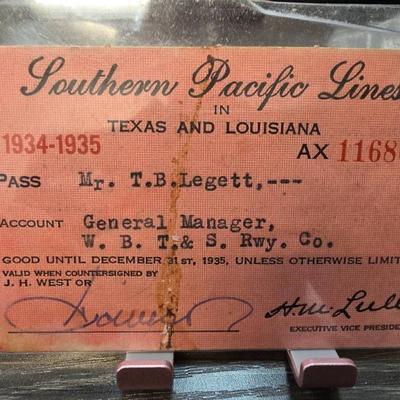 Southern Pacific Lines
IN
TEXAS AND LOUISIANA
1934-1935
AX 1168
PASS Mr. T.B.Legett,---
ACCOUNT General Manager,
W. B. T.& S. Rwy. Co.
GOOD UNTIL DECEMBER 31ST, 1935, UNLESS OTHERWISE LIMIT
VALID WHEN COUNTERSIGNED BY
J. H. WEST OR
H.M. Lull
EXECUTIVE VICE PRESID